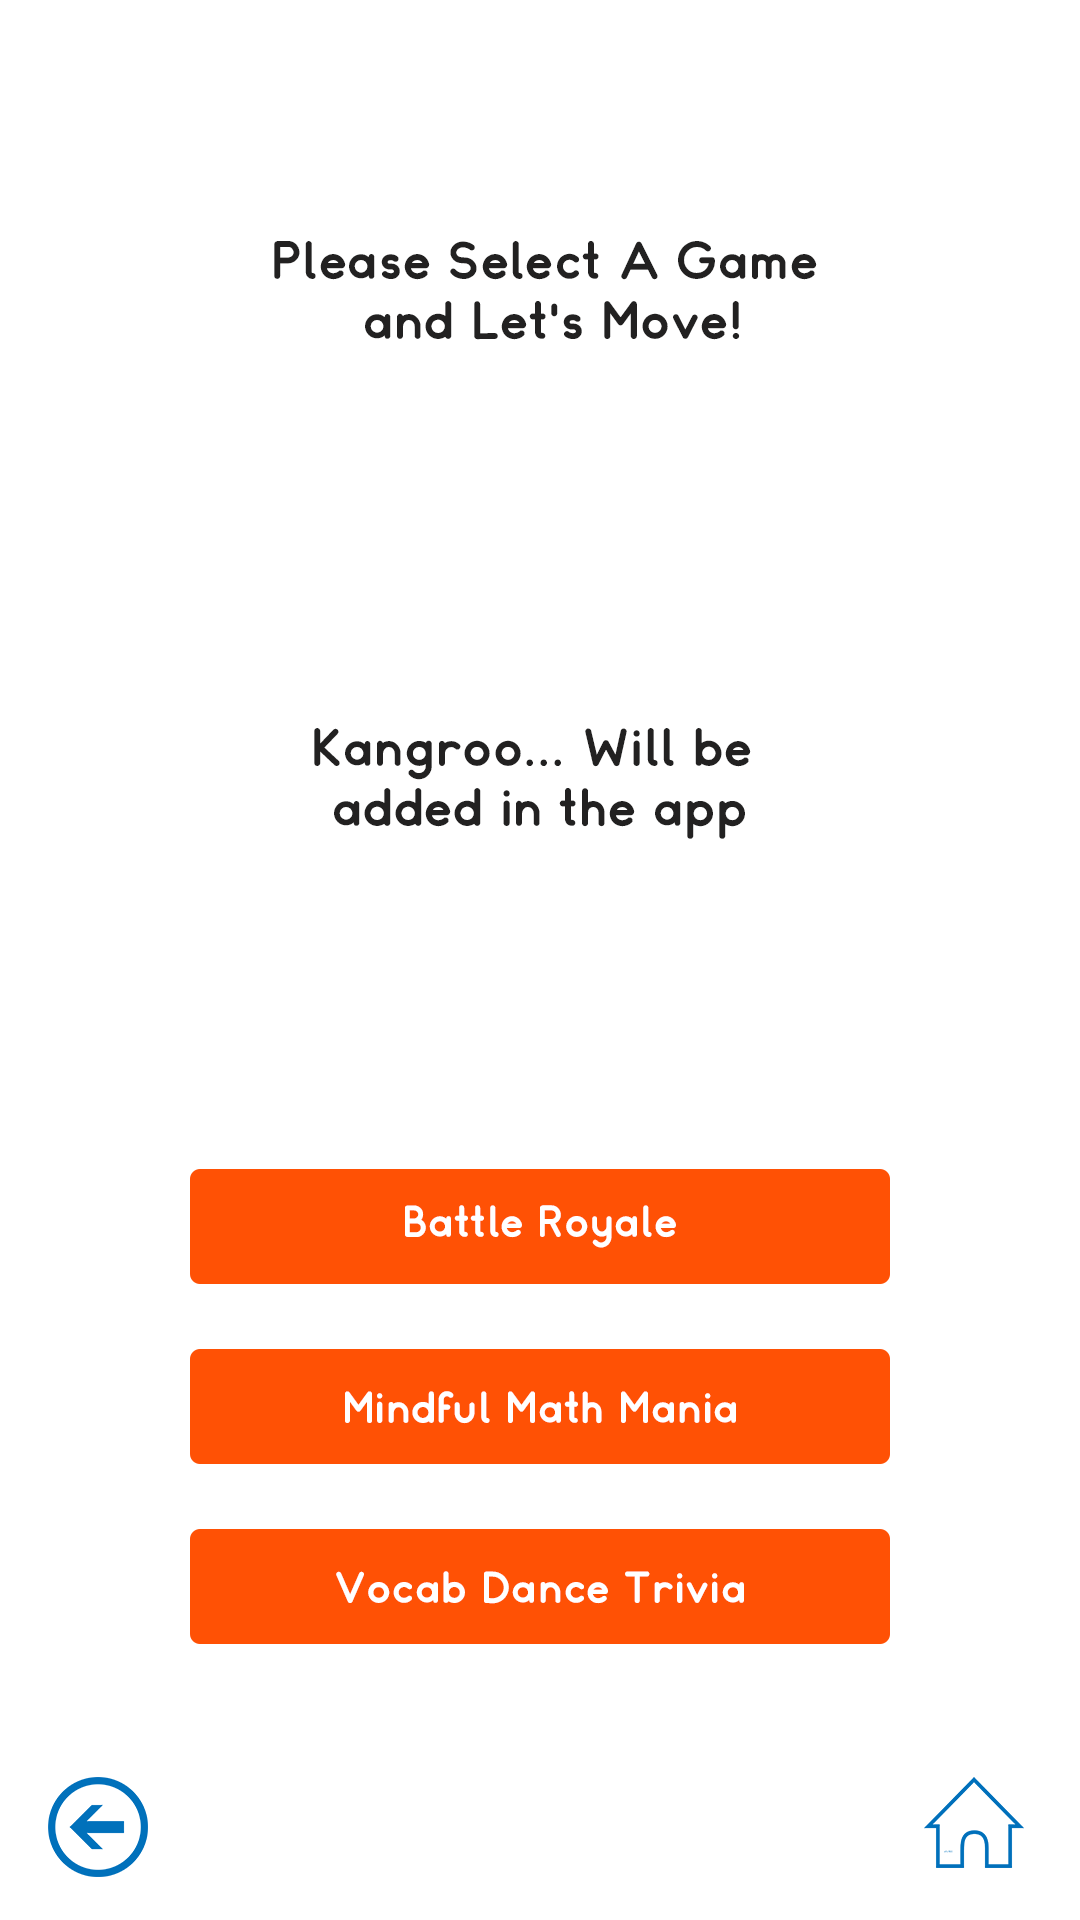 Please Select A Game
and Let's Move!
Kangroo... Will be
added in the app
Battle Royale
Mindful Math Mania
Vocab Dance Trivia